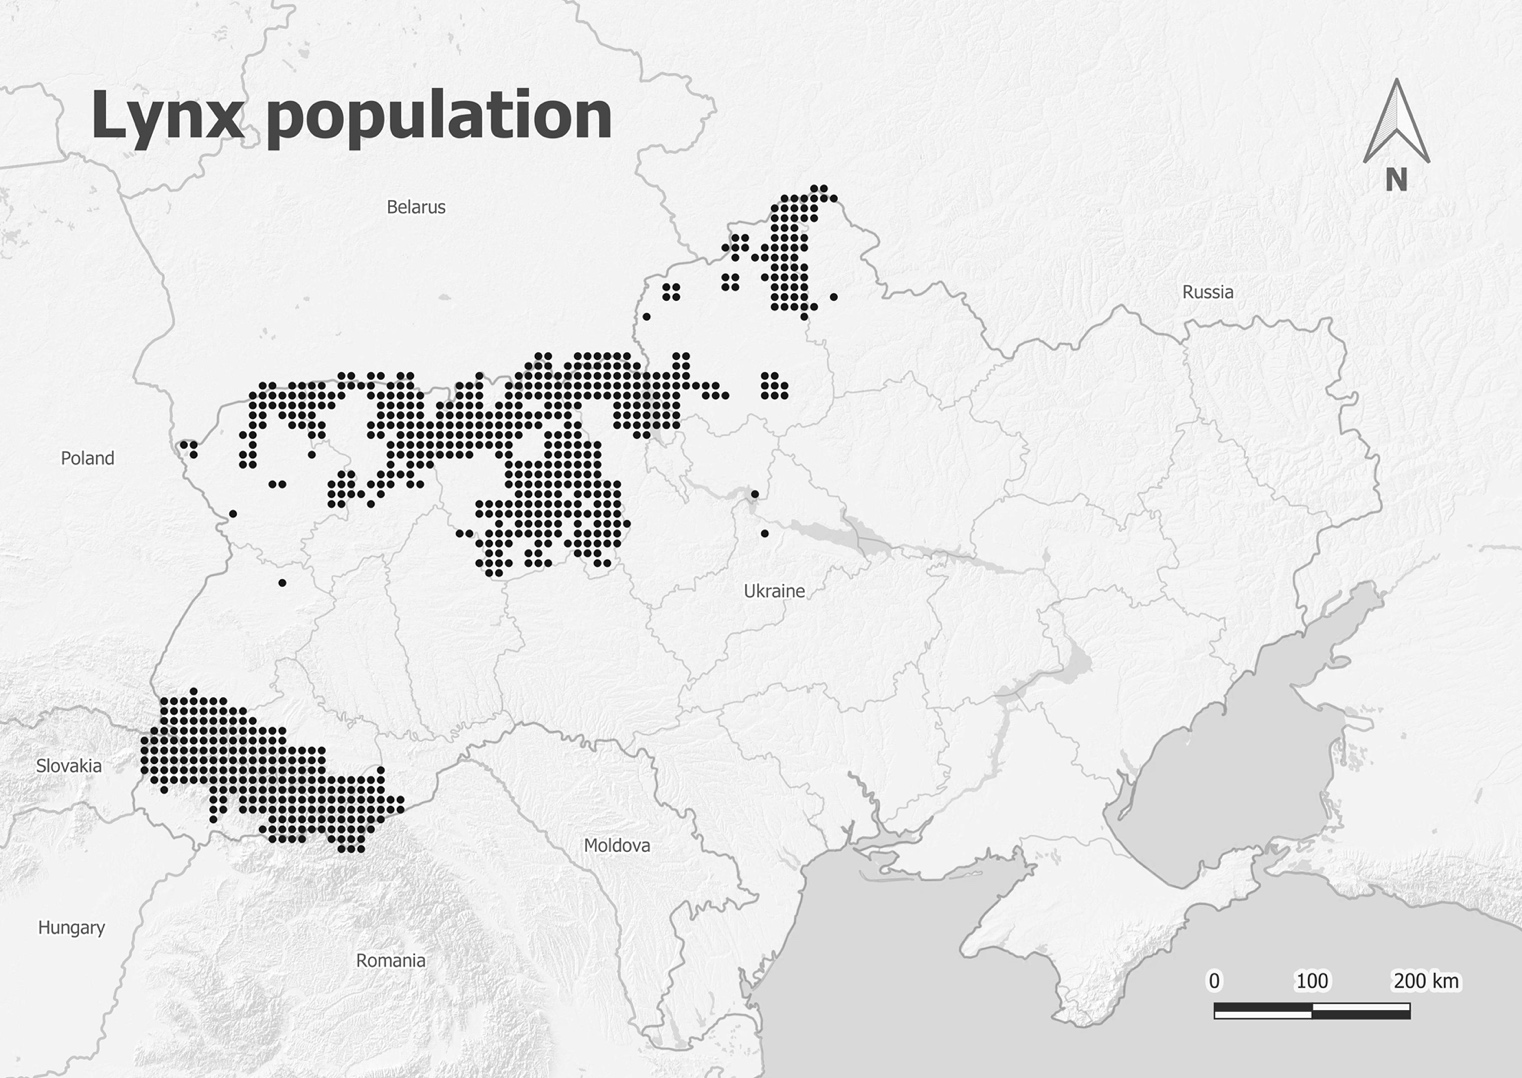 Lynx population
N
Belarus
Russia
Poland
Ukraine
Slovakia
Moldova
Hungary
Romania
0 100 200 km